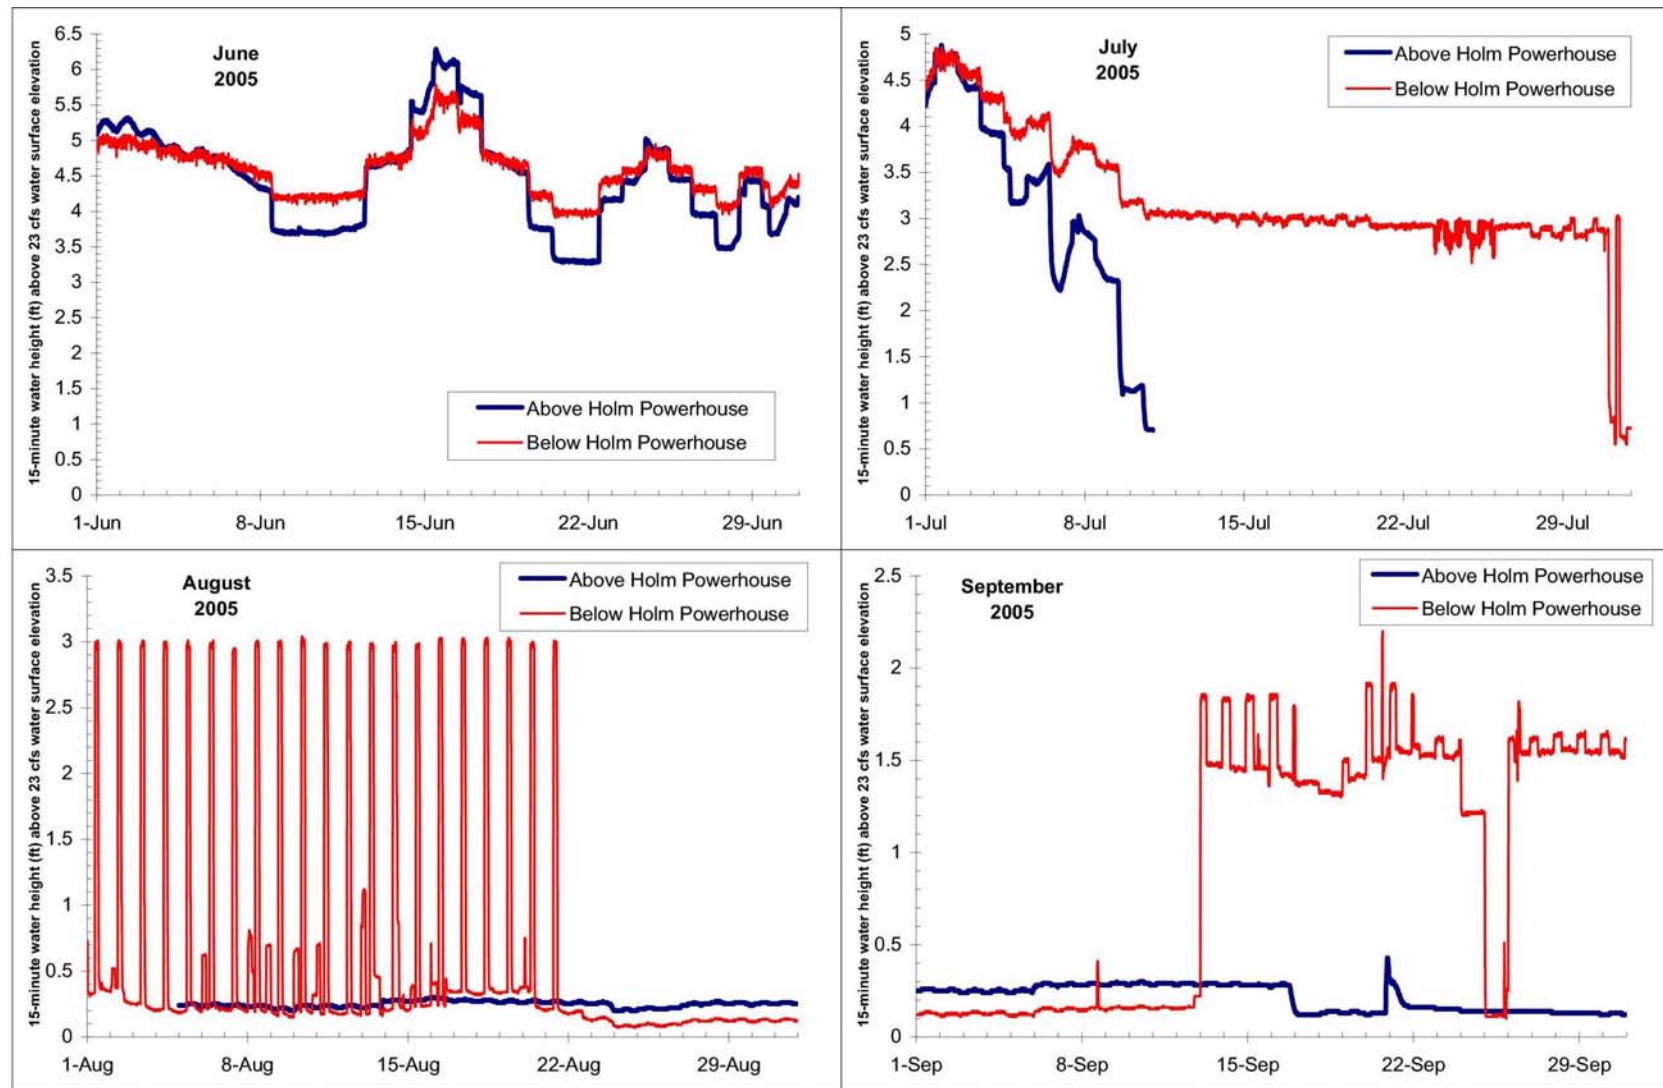 15-minute water height (ft) above 23 cfs water surface elevation
6.5
6
5.5
5
4.5
4
3.5
3
2.5
2
1.5
1
0.5
0
June
2005
Above Holm Powerhouse
Below Holm Powerhouse
1-Jun
8-Jun
15-Jun
22-Jun
29-Jun
15-minute water height (ft) above 23 cfs water surface elevation
5
4.5
4
3.5
3
2.5
2
1.5
1
0.5
0
July
2005
Above Holm Powerhouse
Below Holm Powerhouse
1-Jul
8-Jul
15-Jul
22-Jul
29-Jul
15-minute water height (ft) above 23 cfs water surface elevation
3.5
3
2.5
2
1.5
1
0.5
0
August
2005
Above Holm Powerhouse
Below Holm Powerhouse
1-Aug
8-Aug
15-Aug
22-Aug
29-Aug
15-minute water height (ft) above 23 cfs water surface elevation
2.5
2
1.5
1
0.5
0
September
2005
Above Holm Powerhouse
Below Holm Powerhouse
1-Sep
8-Sep
15-Sep
22-Sep
29-Sep